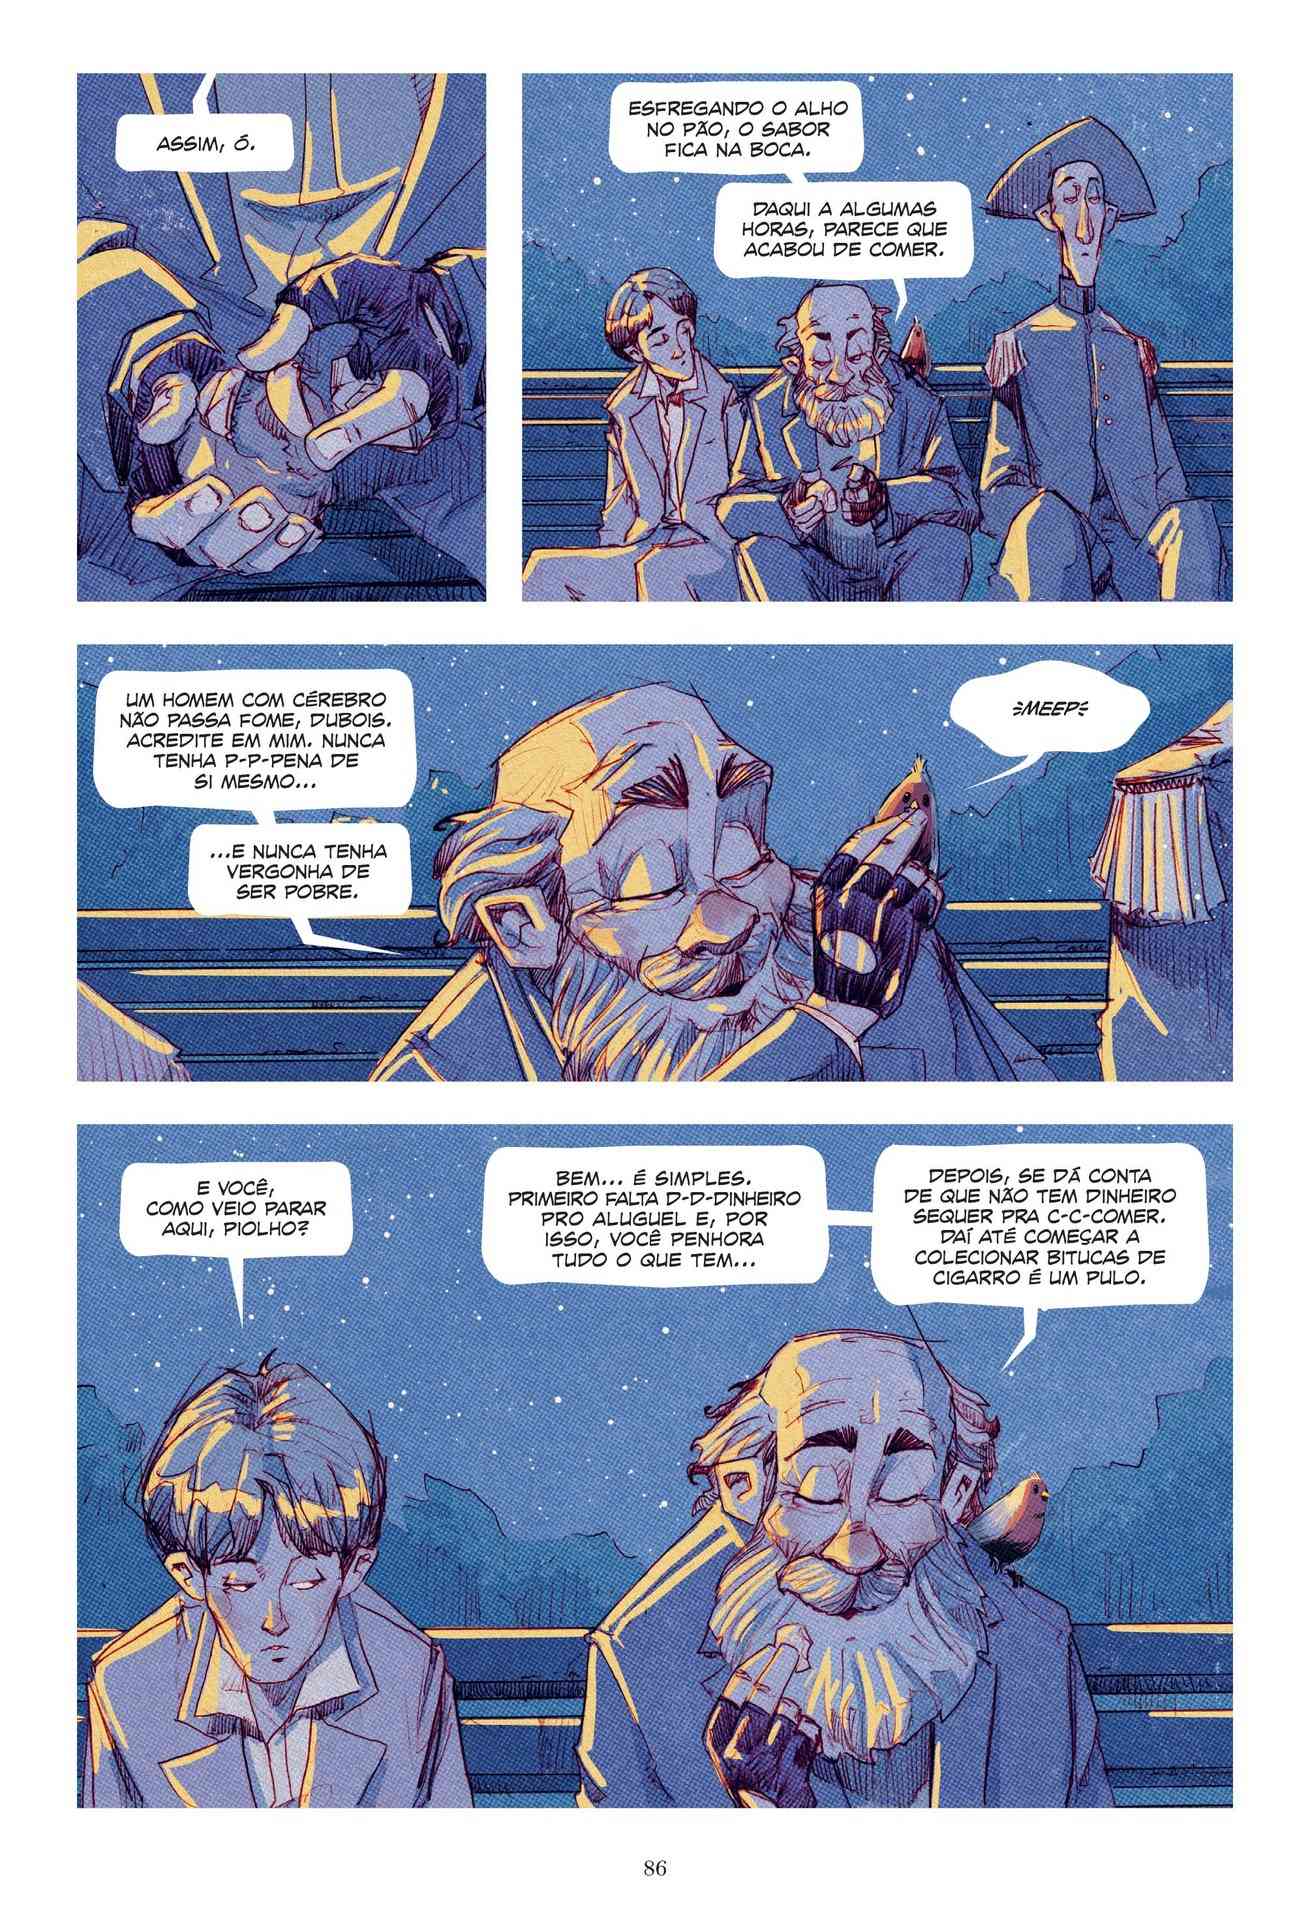 ASSIM, Ó.
ESFREGANDO O ALHO
NO PÃO, O SABOR
FICA NA BOCA.
DAQUI A ALGUMAS
HORAS, PARECE QUE
ACABOU DE COMER.
UM HOMEM COM CÉREBRO
NÃO PASSA FOME, DUBOIS.
ACREDITE EM MIM. NUNCA
TENHA P-P-PENA DE
SI MESMO...
...E NUNCA TENHA
VERGONHA DE
SER POBRE.
MEEP
E VOCÊ,
COMO VEIO PARAR
AQUI, PIOLHO?
BEM... É SIMPLES.
PRIMEIRO FALTA D-D-DINHEIRO
PRO ALUGUEL E, POR
ISSO, VOCÊ PENHORA
TUDO O QUE TEM...
DEPOIS, SE DÁ CONTA
DE QUE NÃO TEM DINHEIRO
SEQUER PRA C-C-COMER.
DAÍ ATÉ COMEÇAR A
COLECIONAR BITUCAS DE
CIGARRO É UM PULO.
86